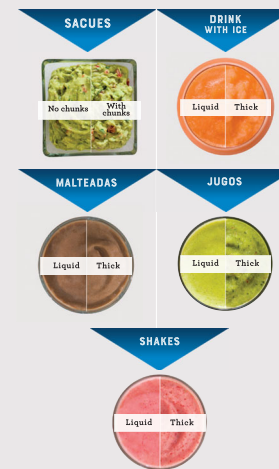 SACUES
No chunks
With
chunks
DRINK
WITH ICE
Liquid
Thick
MALTEADAS
Liquid
Thick
JUGOS
Liquid
Thick
SHAKES
Liquid
Thick